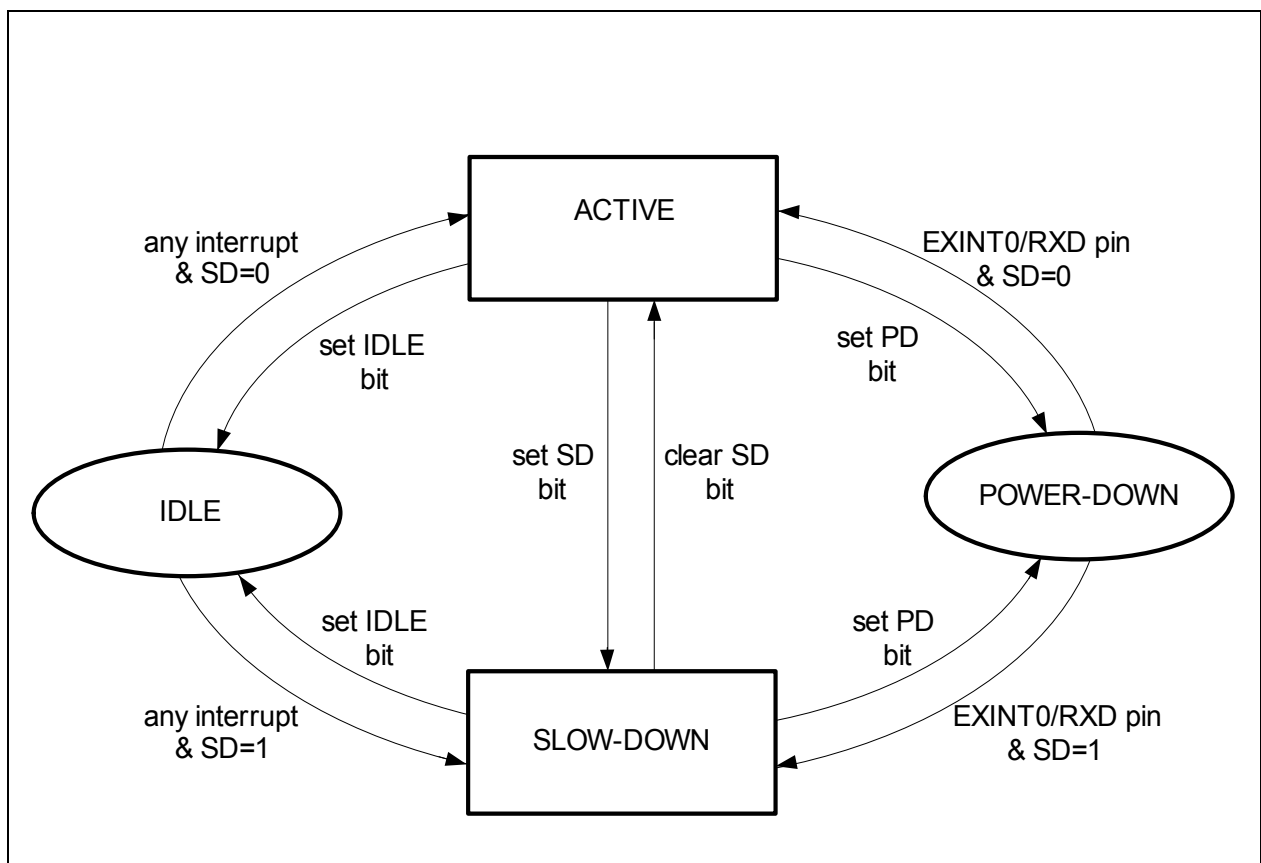 ACTIVE
any interrupt
& SD=0
EXINT0/RXD pin
& SD=0
set IDLE
bit
set PD
bit
set SD
bit
clear SD
bit
IDLE
POWER-DOWN
set IDLE
bit
set PD
bit
any interrupt
& SD=1
SLOW-DOWN
EXINT0/RXD pin
& SD=1